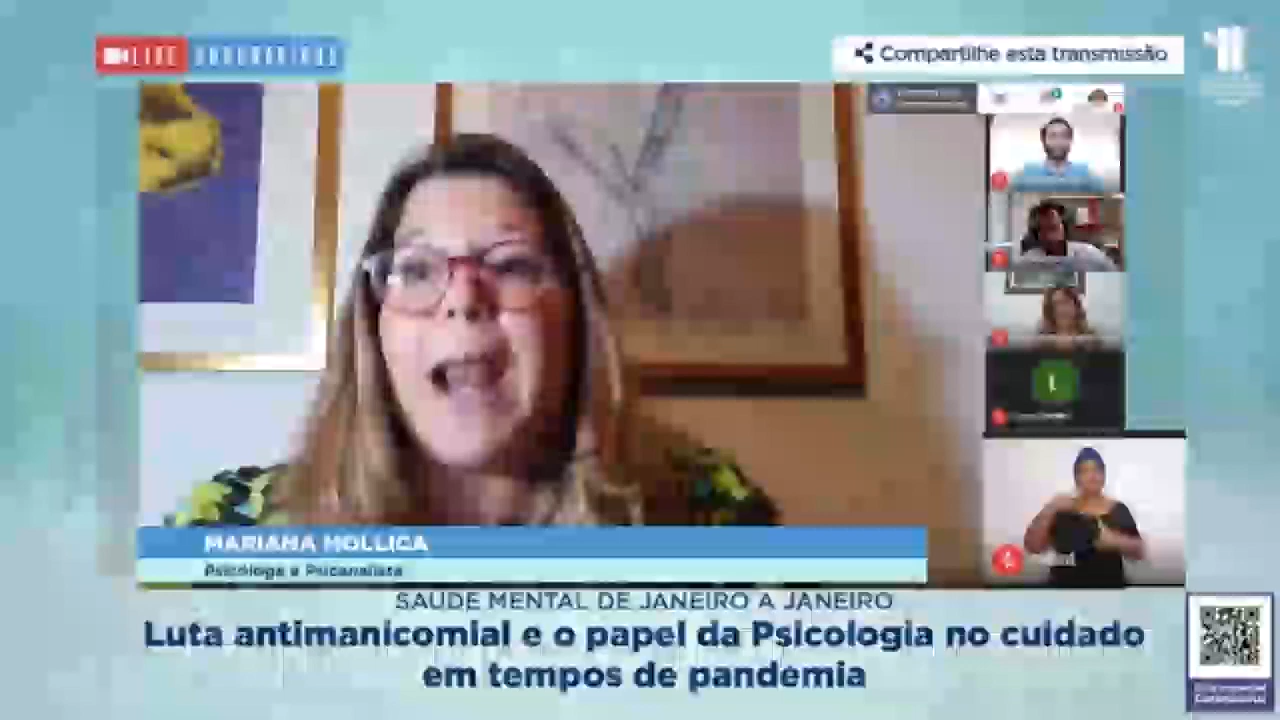 LIVE CORONAVIRUS
Compartilhe esta transmissão
MARIANA MOLLICA
Psicóloga e Psicanalista
SAÚDE MENTAL DE JANEIRO A JANEIRO
Luta antimanicomial e o papel da Psicologia no cuidado
em tempos de pandemia